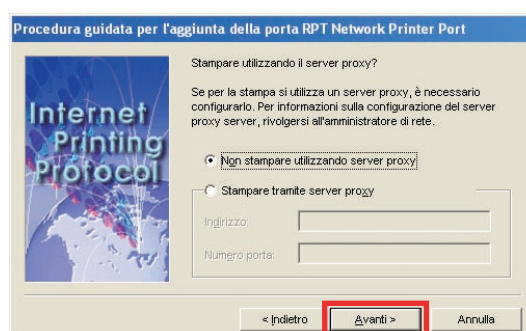 Procedura guidata per l'aggiunta della porta RPT Network Printer Port
Internet
Printing
Protocol
Stampare utilizzando il server proxy?
Se per la stampa si utilizza un server proxy, è necessario
configurarlo. Per informazioni sulla configurazione del server
proxy server, rivolgersi all'amministratore di rete.
Non stampare utilizzando server proxy
Stampare tramite server proxy
Indirizzo:
Numero porta:
< Indietro
Avanti >
Annulla